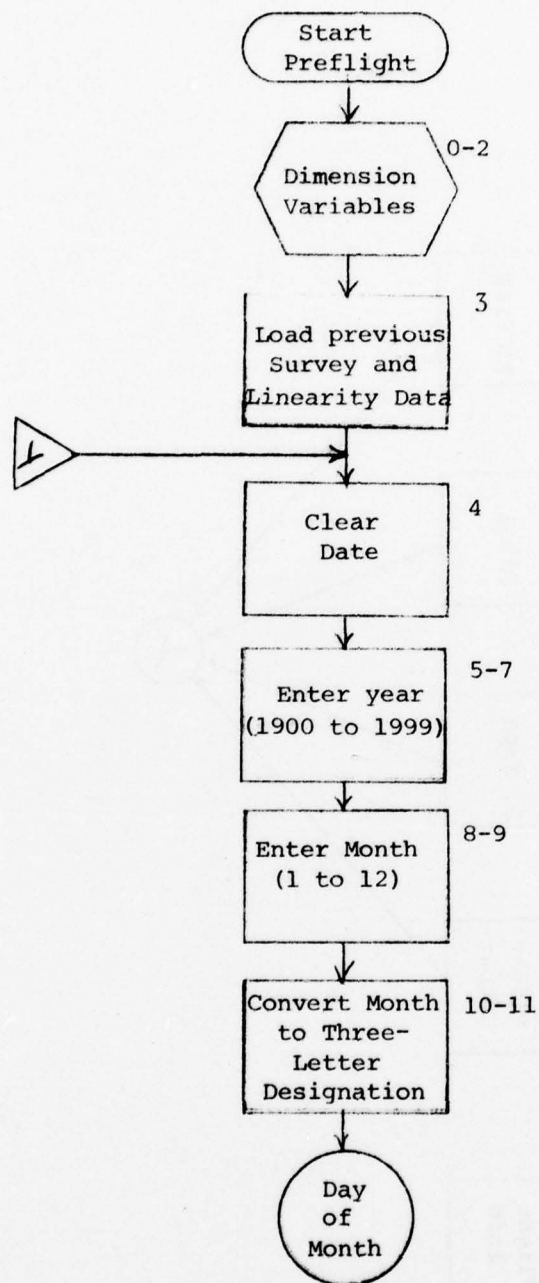 Start
Preflight
0-2
Dimension
Variables
3
Load previous
Survey and
Linearity Data
4
Clear
Date
5-7
Enter year
(1900 to 1999)
8-9
Enter Month
(1 to 12)
10-11
Convert Month
to Three-
Letter
Designation
Day
of
Month